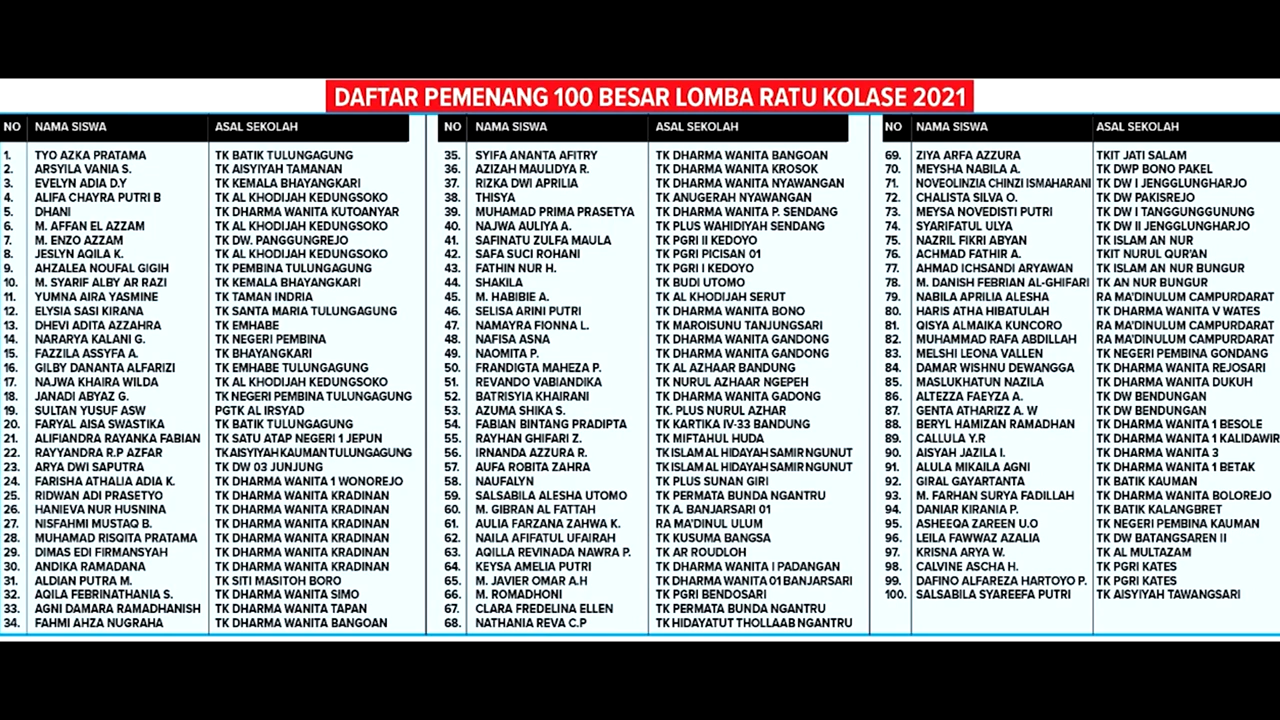 DAFTAR PEMENANG 100 BESAR LOMBA RATU KOLASE 2021
NO NAMA SISWA ASAL SEKOLAH
1. TYO AZKA PRATAMA TK BATIK TULUNGAGUNG
2. ARSYILA VANIA S. TK AISYIYAH TAMANAN
3. EVELYN ADIA D.Y TK KEMALA BHAYANGKARI
4. ALIFA CHAYRA PUTRI B TK AL KHODIJAH KEDUNGSOKO
5. DHANI TK DHARMA WANITA KUTOANYAR
6. M. AFFAN EL AZZAM TK AL KHODIJAH KEDUNGSOKO
7. M. ENZO AZZAM TK DW. PANGGUNGREJO
8. JESLYN AQILA K. TK AL KHODIJAH KEDUNGSOKO
9. AHZALEA NOUFAL GIGIH TK PEMBINA TULUNGAGUNG
10. M. SYARIF ALBY AR RAZI TK KEMALA BHAYANGKARI
11. YUMNA AIRA YASMINE TK TAMAN INDRIA
12. ELYSIA SASI KIRANA TK SANTA MARIA TULUNGAGUNG
13. DHEVI ADITA AZZAHRA TK EMHABE
14. NARARYA KALANI G. TK NEGERI PEMBINA
15. FAZZILA ASSYFA A. TK BHAYANGKARI
16. GILBY DANANTA ALFARIZI TK EMHABE TULUNGAGUNG
17. NAJWA KHAIRA WILDA TK AL KHODIJAH KEDUNGSOKO
18. JANADI ABYAZ G. TK NEGERI PEMBINA TULUNGAGUNG
19. SULTAN YUSUF ASW PGTK AL IRSYAD
20. FARYAL AISA SWASTIKA TK BATIK TULUNGAGUNG
21. ALIFIANDRA RAYANKA FABIAN TK SATU ATAP NEGERI 1 JEPUN
22. RAYYANDRA R.P AZFAR TK AISYIYAH KAUMAN TULUNGAGUNG
23. ARYA DWI SAPUTRA TK DW 03 JUNJUNG
24. FARISHA ATHALIA ADIA K. TK DHARMA WANITA 1 WONOREJO
25. RIDWAN ADI PRASETYO TK DHARMA WANITA KRADINAN
26. HANIEVA NUR HUSNINA TK DHARMA WANITA KRADINAN
27. NISFAHMI MUSTAQ B. TK DHARMA WANITA KRADINAN
28. MUHAMAD RISQITA PRATAMA TK DHARMA WANITA KRADINAN
29. DIMAS EDI FIRMANSYAH TK DHARMA WANITA KRADINAN
30. ANDIKA RAMADANA TK DHARMA WANITA KRADINAN
31. ALDIAN PUTRA M. TK SITI MASITOH BORO
32. AQILA FEBRINATHANIA S. TK DHARMA WANITA SIMO
33. AGNI DAMARA RAMADHANISH TK DHARMA WANITA TAPAN
34. FAHMI AHZA NUGRAHA TK DHARMA WANITA BANGOAN
NO NAMA SISWA ASAL SEKOLAH
35. SYIFA ANANTA AFITRY TK DHARMA WANITA BANGOAN
36. AZIZAH MAULIDYA R. TK DHARMA WANITA KROSOK
37. RIZKA DWI APRILIA TK DHARMA WANITA NYAWANGAN
38. THISYA TK ANUGERAH NYAWANGAN
39. MUHAMAD PRIMA PRASETYA TK DHARMA WANITA P. SENDANG
40. NAJWA AULIYA A. TK PLUS WAHIDIYAH SENDANG
41. SAFINATU ZULFA MAULA TK PGRI II KEDOYO
42. SAFA SUCI ROHANI TK PGRI PICISAN 01
43. FATHIN NUR H. TK PGRI I KEDOYO
44. SHAKILA TK BUDI UTOMO
45. M. HABIBIE A. TK AL KHODIJAH SERUT
46. SELISA ARINI PUTRI TK DHARMA WANITA BONO
47. NAMAYRA FIONNA L. TK MAROISUNU TANJUNGSARI
48. NAFISA ASNA TK DHARMA WANITA GANDONG
49. NAOMITA P. TK DHARMA WANITA GANDONG
50. FRANDIGTA MAHEZA P. TK AL AZHAAR BANDUNG
51. REVANDO VABIANDIKA TK NURUL AZHAAR NGEPEH
52. BATRISYIA KHAIRANI TK DHARMA WANITA GADONG
53. AZUMA SHIKA S. TK. PLUS NURUL AZHAR
54. FABIAN BINTANG PRADIPTA TK KARTIKA IV-33 BANDUNG
55. RAYHAN GHIFARI Z. TK MIFTAHUL HUDA
56. IRNANDA AZZURA R. TK ISLAM AL HIDAYAH SAMIR NGUNUT
57. AUFA ROBITA ZAHRA TK ISLAM AL HIDAYAH SAMIR NGUNUT
58. NAUFALYN TK PLUS SUNAN GIRI
59. SALSABILA ALESHA UTOMO TK PERMATA BUNDA NGANTRU
60. M. GIBRAN AL FATTAH TK A. BANJARSARI 01
61. AULIA FARZANA ZAHWA K. RA MA'DINUL ULUM
62. NAILA AFIFATUL UFAIRAH TK KUSUMA BANGSA
63. AQILLA REVINADA NAWRA P. TK AR ROUDLOH
64. KEYSA AMELIA PUTRI TK DHARMA WANITA I PADANGAN
65. M. JAVIER OMAR A.H TK DHARMA WANITA 01 BANJARSARI
66. M. ROMADHONI TK PGRI BENDOSARI
67. CLARA FREDELINA ELLEN TK PERMATA BUNDA NGANTRU
68. NATHANIA REVA C.P TK HIDAYATUT THOLLAAB NGANTRU
NO NAMA SISWA ASAL SEKOLAH
69. ZIYA ARFA AZZURA TKIT JATI SALAM
70. MEYSHA NABILA A. TK DWP BONO PAKEL
71. NOVEOLINZIA CHINZI ISMAHARANI TK DW I JENGGLUNGHARJO
72. CHALISTA SILVA O. TK DW PAKISREJO
73. MEYSA NOVEDISTI PUTRI TK DW I TANGGUNGGUNUNG
74. SYARIFATUL ULYA TK DW II JENGGLUNGHARJO
75. NAZRIL FIKRI ABYAN TK ISLAM AN NUR
76. ACHMAD FATHIR A. TKIT NURUL QUR'AN
77. AHMAD ICHSANDI ARYAWAN TK ISLAM AN NUR BUNGUR
78. M. DANISH FEBRIAN AL-GHIFARI TK AN NUR BUNGUR
79. NABILA APRILIA ALESHA RA MA'DINULUM CAMPURDARAT
80. HARIS ATHA HIBATULAH TK DHARMA WANITA V WATES
81. QISYA ALMAIKA KUNCORO RA MA'DINULUM CAMPURDARAT
82. MUHAMMAD RAFA ABDILLAH RA MA'DINULUM CAMPURDARAT
83. MELSHI LEONA VALLEN TK NEGERI PEMBINA GONDANG
84. DAMAR WISHNU DEWANGGA TK DHARMA WANITA REJOSARI
85. MASLUKHATUN NAZILA TK DHARMA WANITA DUKUH
86. ALTEZZA FAEYZA A. TK DW BENDUNGAN
87. GENTA ATHARIZZ A. W TK DW BENDUNGAN
88. BERYL HAMIZAN RAMADHAN TK DHARMA WANITA 1 BESOLE
89. CALLULA Y.R TK DHARMA WANITA 1 KALIDAWIR
90. AISYAH JAZILA I. TK DHARMA WANITA 3
91. ALULA MIKAILA AGNI TK DHARMA WANITA 1 BETAK
92. GIRAL GAYARTANTA TK BATIK KAUMAN
93. M. FARHAN SURYA FADILLAH TK DHARMA WANITA BOLOREJO
94. DANIAR KIRANIA P. TK BATIK KALANGBRET
95. ASHEEQA ZAREEN U.O TK NEGERI PEMBINA KAUMAN
96. LEILA FAWWAZ AZALIA TK DW BATANGSAREN II
97. KRISNA ARYA W. TK AL MULTAZAM
98. CALVINE ASCHA H. TK PGRI KATES
99. DAFINO ALFAREZA HARTOYO P. TK PGRI KATES
100. SALSABILA SYAREEFA PUTRI TK AISYIYAH TAWANGSARI